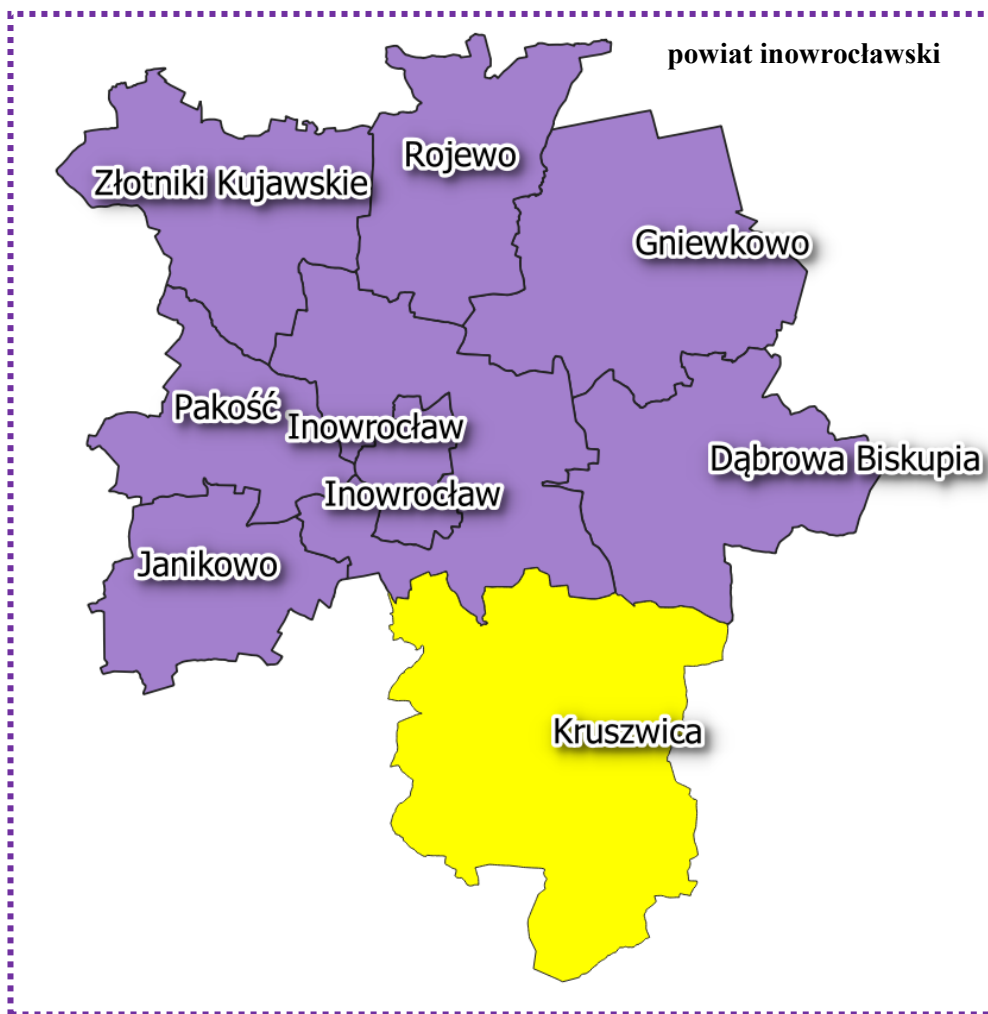 powiat inowrocławski
Rojewo
Złotniki Kujawskie
Gniewkowo
Pakość
Inowrocław
Dąbrowa Biskupia
Inowrocław
Janikowo
Kruszwica